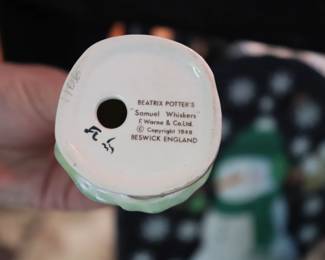 BEATRIX POTTER'S
"Samuel Whiskers"
F. Warne & Co. Ltd.
© Copyright 1948
BESWICK ENGLAND